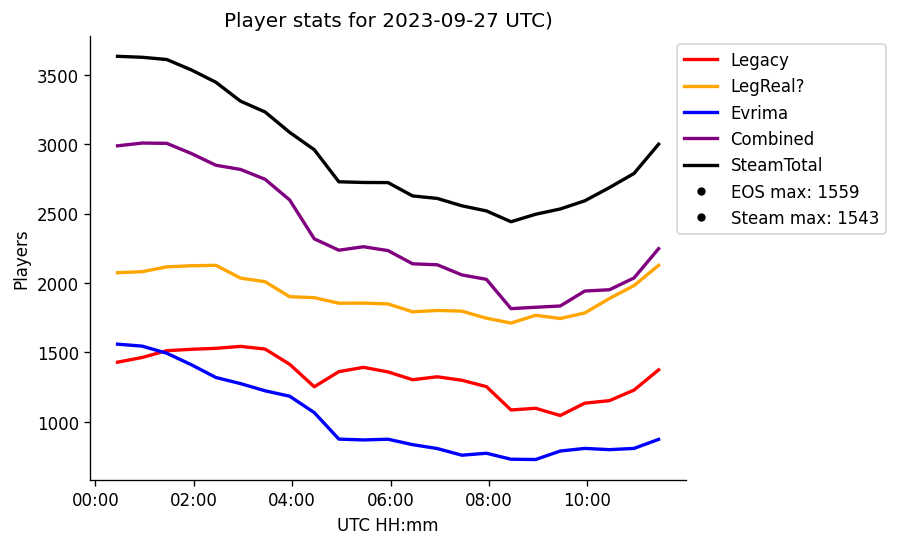 Player stats for 2023-09-27 UTC)
Legacy
LegReal?
Evrima
Combined
SteamTotal
EOS max: 1559
Steam max: 1543
Players
3500
3000
2500
2000
1500
1000
00:00 02:00 04:00 06:00 08:00 10:00
UTC HH:mm